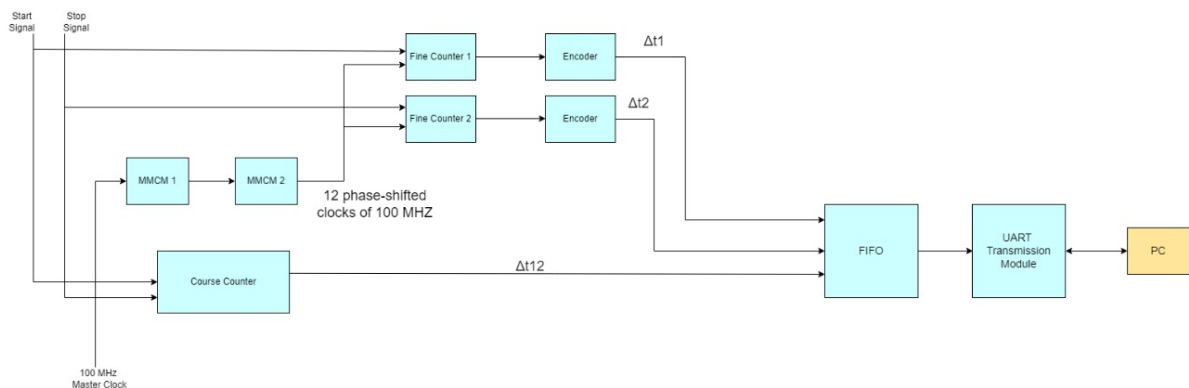 Start
Signal
Stop
Signal
Fine Counter 1
Encoder
Δt1
Fine Counter 2
Encoder
Δt2
MMCM 1
MMCM 2
12 phase-shifted
clocks of 100 MHZ
Course Counter
Δt12
FIFO
UART
Transmission
Module
PC
100 MHz
Master Clock